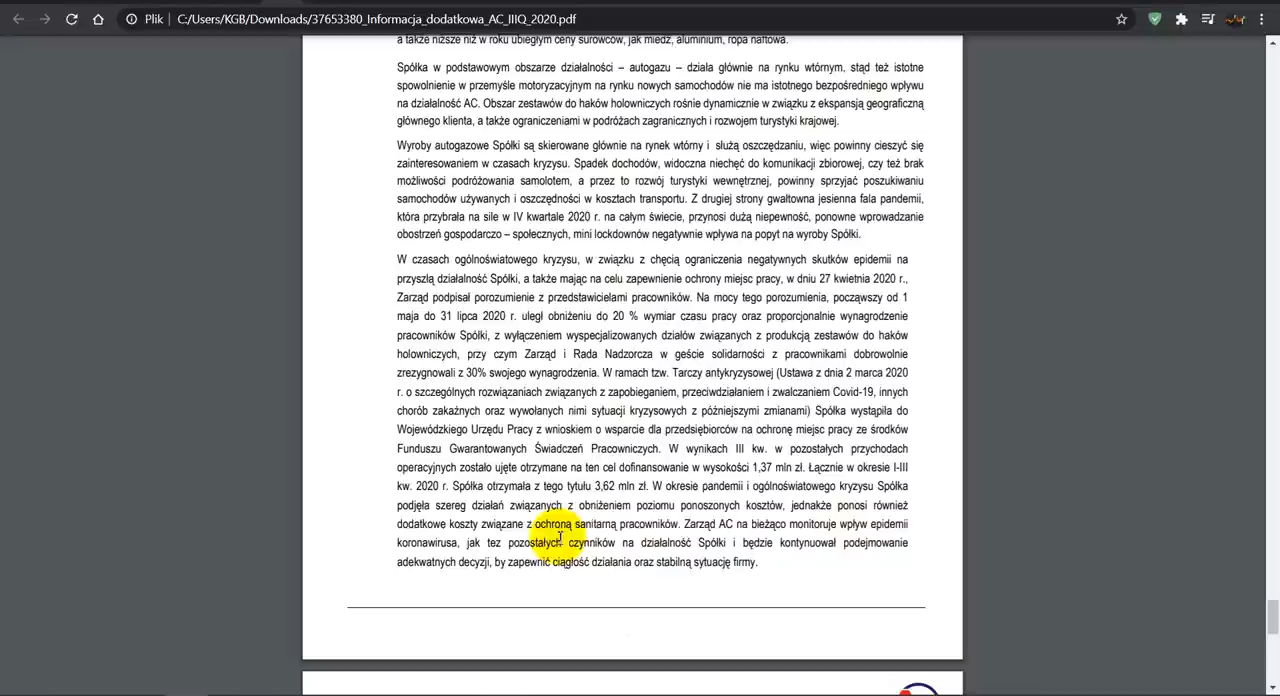 Plik | C:/Users/KGB/Downloads/37653380_Informacja_dodatkowa_AC_IIIQ_2020.pdf
a także niższe niż w roku ubiegłym ceny surowców, jak miedź, aluminium, ropa naftowa.
Spółka w podstawowym obszarze działalności – autogazu – działa głównie na rynku wtórnym, stąd też istotne
spowolnienie w przemyśle motoryzacyjnym na rynku nowych samochodów nie ma istotnego bezpośredniego wpływu
na działalność AC. Obszar zestawów do haków holowniczych rośnie dynamicznie w związku z ekspansją geograficzną
głównego klienta, a także ograniczeniami w podróżach zagranicznych i rozwojem turystyki krajowej.
Wyroby autogazowe Spółki są skierowane głównie na rynek wtórny i służą oszczędzaniu, więc powinny cieszyć się
zainteresowaniem w czasach kryzysu. Spadek dochodów, widoczna niechęć do komunikacji zbiorowej, czy też brak
możliwości podróżowania samolotem, a przez to rozwój turystyki wewnętrznej, powinny sprzyjać poszukiwaniu
samochodów używanych i oszczędności w kosztach transportu. Z drugiej strony gwałtowna jesienna fala pandemii,
która przybrała na sile w IV kwartale 2020 r. na całym świecie, przynosi dużą niepewność, ponowne wprowadzanie
obostrzeń gospodarczo – społecznych, mini lockdownów negatywnie wpływa na popyt na wyroby Spółki.
W czasach ogólnoświatowego kryzysu, w związku z chęcią ograniczenia negatywnych skutków epidemii na
przyszłą działalność Spółki, a także mając na celu zapewnienie ochrony miejsc pracy, w dniu 27 kwietnia 2020 r.,
Zarząd podpisał porozumienie z przedstawicielami pracowników. Na mocy tego porozumienia, począwszy od 1
maja do 31 lipca 2020 r. uległ obniżeniu do 20 % wymiar czasu pracy oraz proporcjonalnie wynagrodzenie
pracowników Spółki, z wyłączeniem wyspecjalizowanych działów związanych z produkcją zestawów do haków
holowniczych, przy czym Zarząd i Rada Nadzorcza w geście solidarności z pracownikami dobrowolnie
zrezygnowali z 30% swojego wynagrodzenia. W ramach tzw. Tarczy antykryzysowej (Ustawa z dnia 2 marca 2020
r. o szczególnych rozwiązaniach związanych z zapobieganiem, przeciwdziałaniem i zwalczaniem Covid-19, innych
chorób zakaźnych oraz wywołanych nimi sytuacji kryzysowych z późniejszymi zmianami) Spółka wystąpiła do
Wojewódzkiego Urzędu Pracy z wnioskiem o wsparcie dla przedsiębiorców na ochronę miejsc pracy ze środków
Funduszu Gwarantowanych Świadczeń Pracowniczych. W wynikach III kw. w pozostałych przychodach
operacyjnych zostało ujęte otrzymane na ten cel dofinansowanie w wysokości 1,37 mln zł. Łącznie w okresie I-III
kw. 2020 r. Spółka otrzymała z tego tytułu 3,62 mln zł. W okresie pandemii i ogólnoświatowego kryzysu Spółka
podjęła szereg działań związanych z obniżeniem poziomu ponoszonych kosztów, jednakże ponosi również
dodatkowe koszty związane z ochroną sanitarną pracowników. Zarząd AC na bieżąco monitoruje wpływ epidemii
koronawirusa, jak tez pozostałych czynników na działalność Spółki i będzie kontynuował podejmowanie
adekwatnych decyzji, by zapewnić ciągłość działania oraz stabilną sytuację firmy.